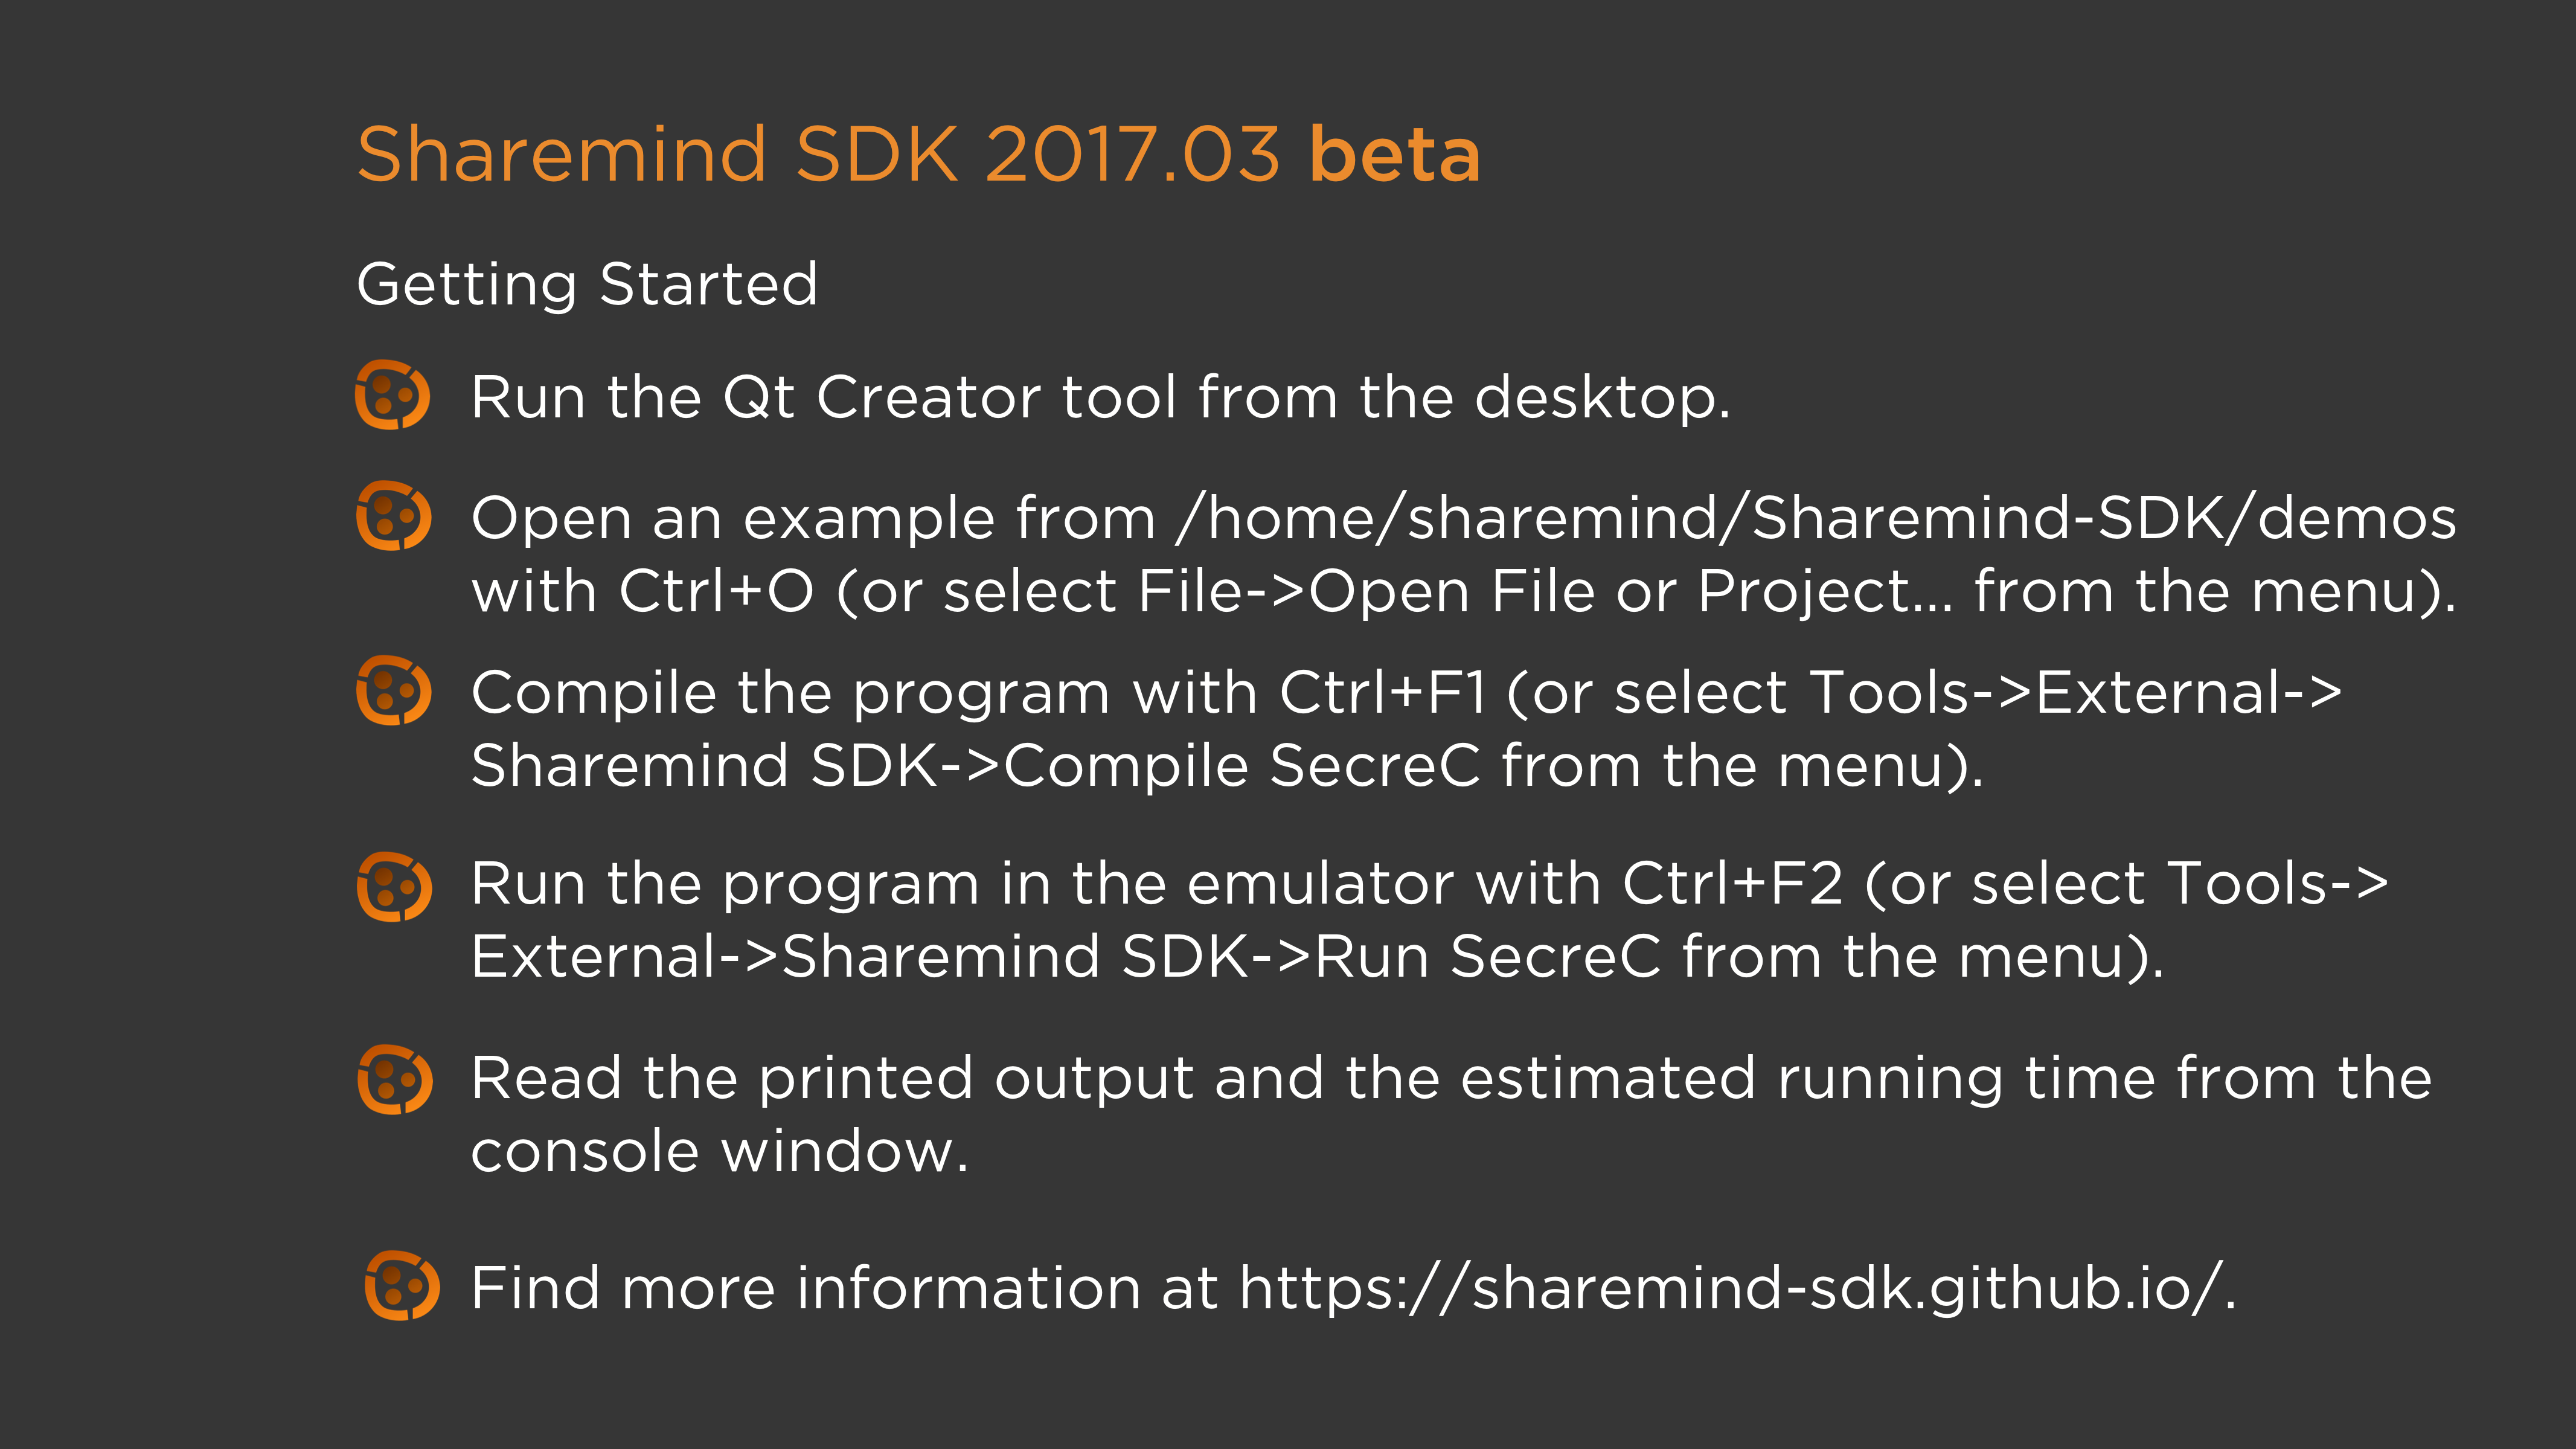 Sharemind SDK 2017.03 beta
Getting Started
Run the Qt Creator tool from the desktop.
Open an example from /home/sharemind/Sharemind-SDK/demos
with Ctrl+O (or select File->Open File or Project... from the menu).
Compile the program with Ctrl+F1 (or select Tools->External->
Sharemind SDK->Compile SecreC from the menu).
Run the program in the emulator with Ctrl+F2 (or select Tools->
External->Sharemind SDK->Run SecreC from the menu).
Read the printed output and the estimated running time from the
console window.
Find more information at https://sharemind-sdk.github.io/.